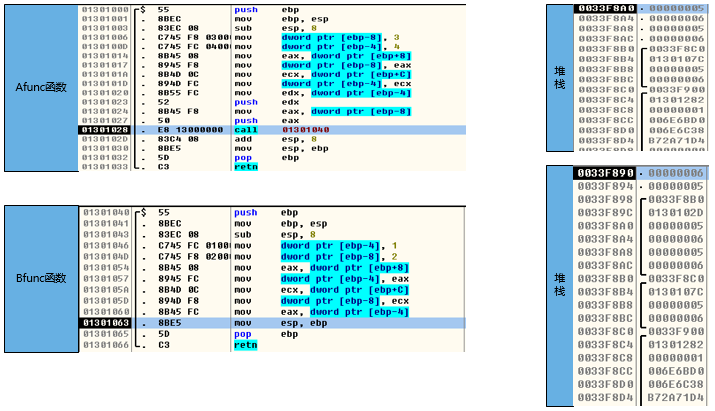 Afunc函数
01301000 $ 55 push ebp
01301001 . 8BEC mov ebp, esp
01301003 . 83EC 08 sub esp, 8
01301006 . C745 F8 03000 mov dword ptr [ebp-8], 3
0130100D . C745 FC 04000 mov dword ptr [ebp-4], 4
01301014 . 8B45 08 mov eax, dword ptr [ebp+8]
01301017 . 8945 F8 mov dword ptr [ebp-8], eax
0130101A . 8B4D 0C mov ecx, dword ptr [ebp+C]
0130101D . 894D FC mov dword ptr [ebp-4], ecx
01301020 . 8B55 FC mov edx, dword ptr [ebp-4]
01301023 . 52 push edx
01301024 . 8B45 F8 mov eax, dword ptr [ebp-8]
01301027 . 50 push eax
01301028 . E8 13000000 call 01301040
0130102D . 83C4 08 add esp, 8
01301030 . 8BE5 mov esp, ebp
01301032 . 5D pop ebp
01301033 . C3 retn
堆栈
0033F8A0 00000005
0033F8A4 00000006
0033F8A8 00000005
0033F8AC 00000006
0033F8B0 0033F8C0
0033F8B4 0130107C
0033F8B8 00000005
0033F8BC 00000006
0033F8C0 0033F900
0033F8C4 01301282
0033F8C8 00000001
0033F8CC 006E6BD0
0033F8D0 006E6C38
0033F8D4 B72A71D4
Bfunc函数
01301040 $ 55 push ebp
01301041 . 8BEC mov ebp, esp
01301043 . 83EC 08 sub esp, 8
01301046 . C745 FC 01000 mov dword ptr [ebp-4], 1
0130104D . C745 F8 02000 mov dword ptr [ebp-8], 2
01301054 . 8B45 08 mov eax, dword ptr [ebp+8]
01301057 . 8945 FC mov dword ptr [ebp-4], eax
0130105A . 8B4D 0C mov ecx, dword ptr [ebp+C]
0130105D . 894D F8 mov dword ptr [ebp-8], ecx
01301060 . 8B45 FC mov eax, dword ptr [ebp-4]
01301063 . 8BE5 mov esp, ebp
01301065 . 5D pop ebp
01301066 . C3 retn
堆栈
0033F890 00000006
0033F894 00000005
0033F898 0033F8B0
0033F89C 0130102D
0033F8A0 00000005
0033F8A4 00000006
0033F8A8 00000005
0033F8AC 00000006
0033F8B0 0033F8C0
0033F8B4 0130107C
0033F8B8 00000005
0033F8BC 00000006
0033F8C0 0033F900
0033F8C4 01301282
0033F8C8 00000001
0033F8CC 006E6BD0
0033F8D0 006E6C38
0033F8D4 B72A71D4